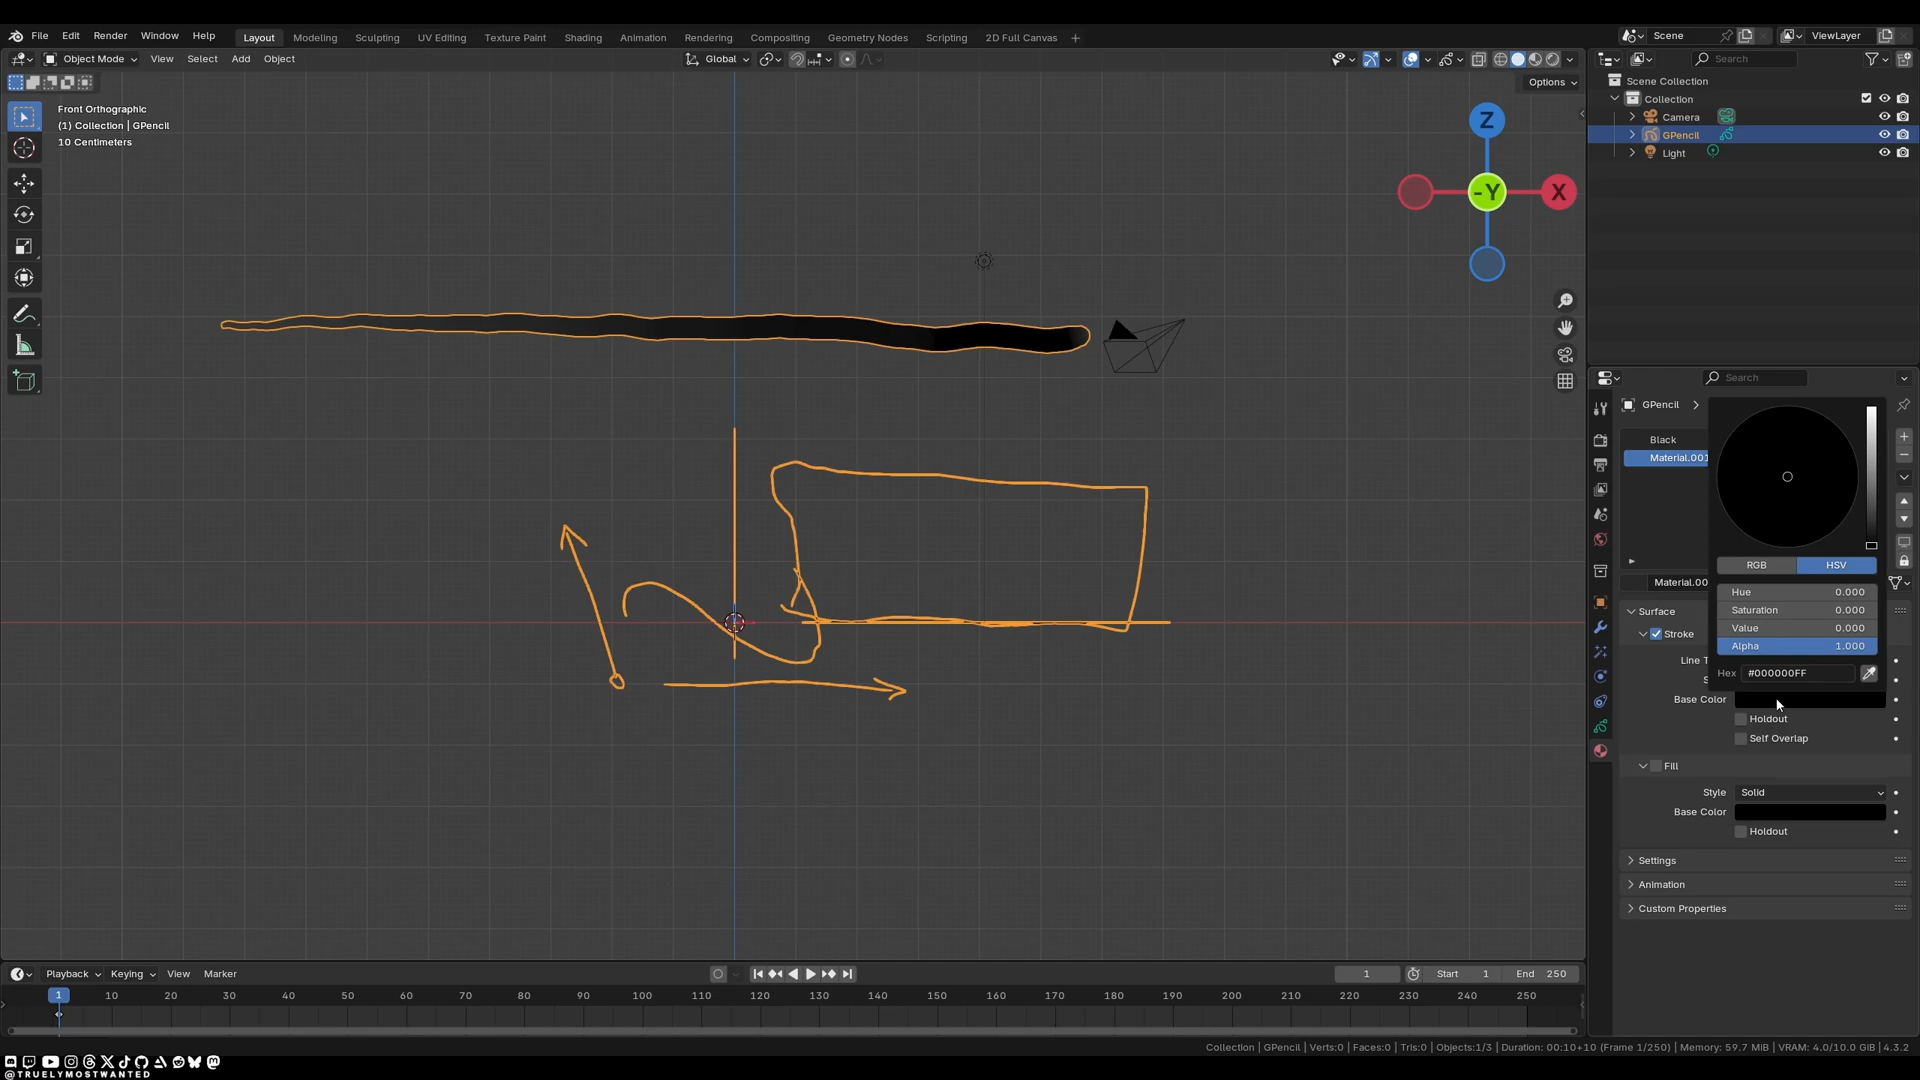 File Edit Render Window Help Layout Modeling Sculpting UV Editing Texture Paint Shading Animation Rendering Compositing Geometry Nodes Scripting 2D Full Canvas + Scene ViewLayer
Object Mode View Select Add Object Global Search
Options
Scene Collection
Collection
Camera
GPencil
Light
Front Orthographic
(1) Collection | GPencil
10 Centimeters
Z
-Y
X
Search
GPencil
Black
Material.001
RGB HSV
Material.00
Hue 0.000
Surface
Saturation 0.000
Value 0.000
Stroke
Alpha 1.000
Line T
Hex #000000FF
S
Base Color
Holdout
Self Overlap
Fill
Style Solid
Base Color
Holdout
Settings
Animation
Custom Properties
Playback Keying View Marker 1 Start 1 End 250
1 10 20 30 40 50 60 70 80 90 100 110 120 130 140 150 160 170 180 190 200 210 220 230 240 250
Collection | GPencil | Verts:0 | Faces:0 | Tris:0 | Objects:1/3 | Duration: 00:10+10 (Frame 1/250) | Memory: 59.7 MiB | VRAM: 4.0/10.0 GiB | 4.3.2
@TRUELYMOSTWANTED